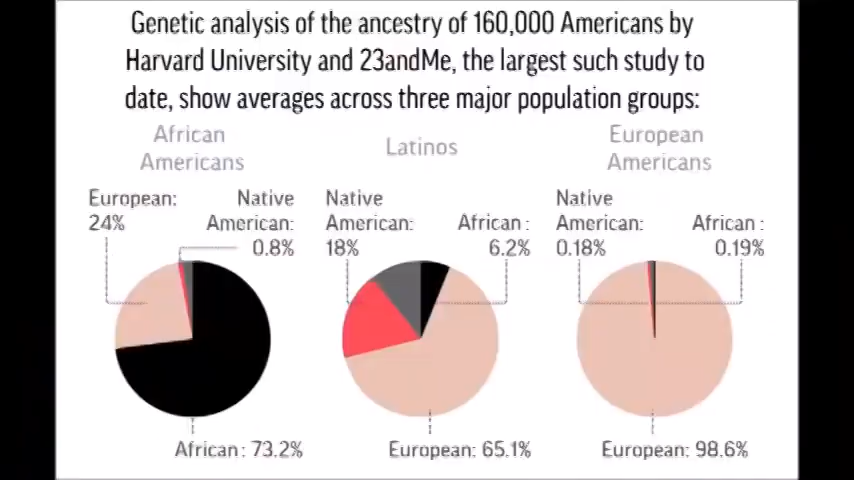 Genetic analysis of the ancestry of 160,000 Americans by
Harvard University and 23andMe, the largest such study to
date, show averages across three major population groups:
African
Americans
European:
24%
Native
American:
0.8%
African : 73.2%
Latinos
Native
American:
18%
African :
6.2%
European: 65.1%
European
Americans
Native
American:
0.18%
African :
0.19%
European: 98.6%